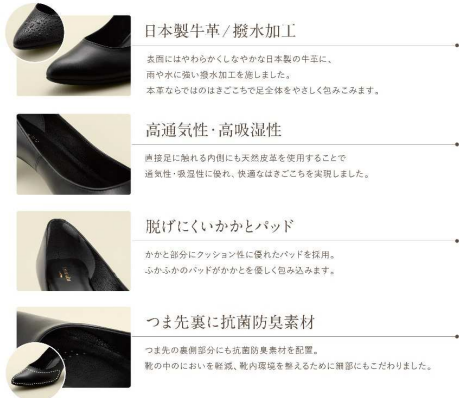 日本製牛革/撥水加工
表面にはやわらかくしなやかな日本製の牛革に、
雨や水に強い撥水加工を施しました。
本革ならではのはきごこちで足全体をやさしく包みこみます。
高通気性・高吸湿性
直接足に触れる内側にも天然皮革を使用することで
通気性・吸湿性に優れ、快適なはきごこちを実現しました。
脱げにくいかかとパッド
かかと部分にクッション性に優れたパッドを採用。
ふかふかのパッドがかかとを優しく包み込みます。
つま先裏に抗菌防臭素材
つま先の裏側部分にも抗菌防臭素材を配置。
靴の中のにおいを軽減、靴内環境を整えるために細部にもこだわりました。